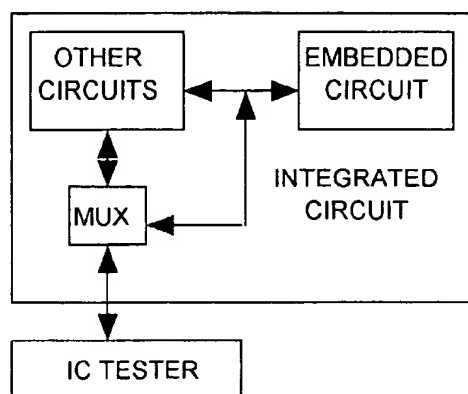 OTHER
CIRCUITS
EMBEDDED
CIRCUIT
INTEGRATED
CIRCUIT
MUX
IC TESTER